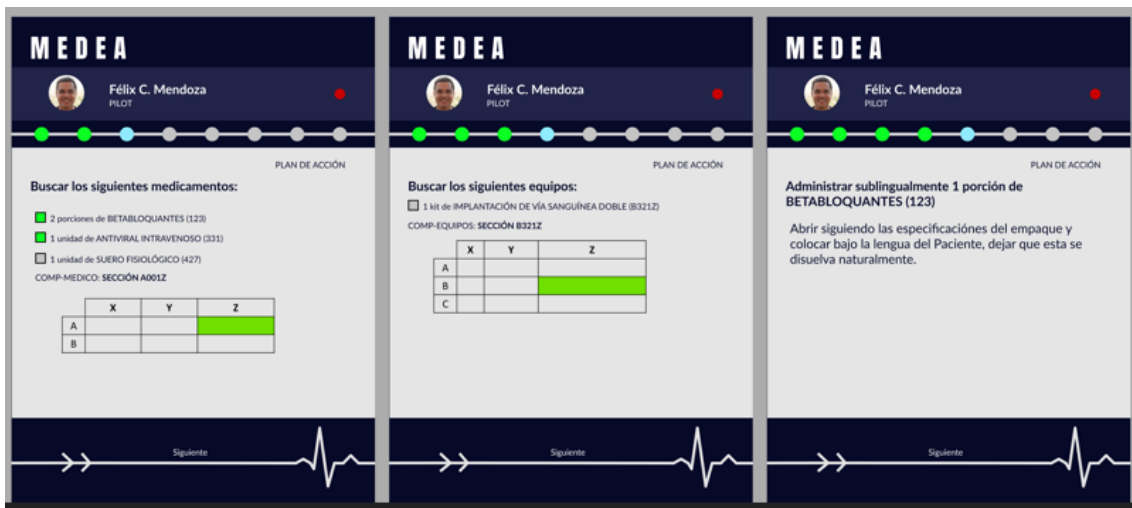 MEDEA
Félix C. Mendoza
PILOT
PLAN DE ACCIÓN
Buscar los siguientes medicamentos:
2 porciones de BETABLOQUANTES (123)
1 unidad de ANTIVIRAL INTRAVENOSO (331)
1 unidad de SUERO FISIOLÓGICO (427)
COMP-MEDICO: SECCIÓN A001Z
X Y Z
A
B
Siguiente
MEDEA
Félix C. Mendoza
PILOT
PLAN DE ACCIÓN
Buscar los siguientes equipos:
1 kit de IMPLANTACIÓN DE VÍA SANGUÍNEA DOBLE (B321Z)
COMP-EQUIPOS: SECCIÓN B321Z
X Y Z
A
B
C
Siguiente
MEDEA
Félix C. Mendoza
PILOT
PLAN DE ACCIÓN
Administrar sublingualmente 1 porción de
BETABLOQUANTES (123)
Abrir siguiendo las especificaciónes del empaque y
colocar bajo la lengua del Paciente, dejar que esta se
disuelva naturalmente.
Siguiente